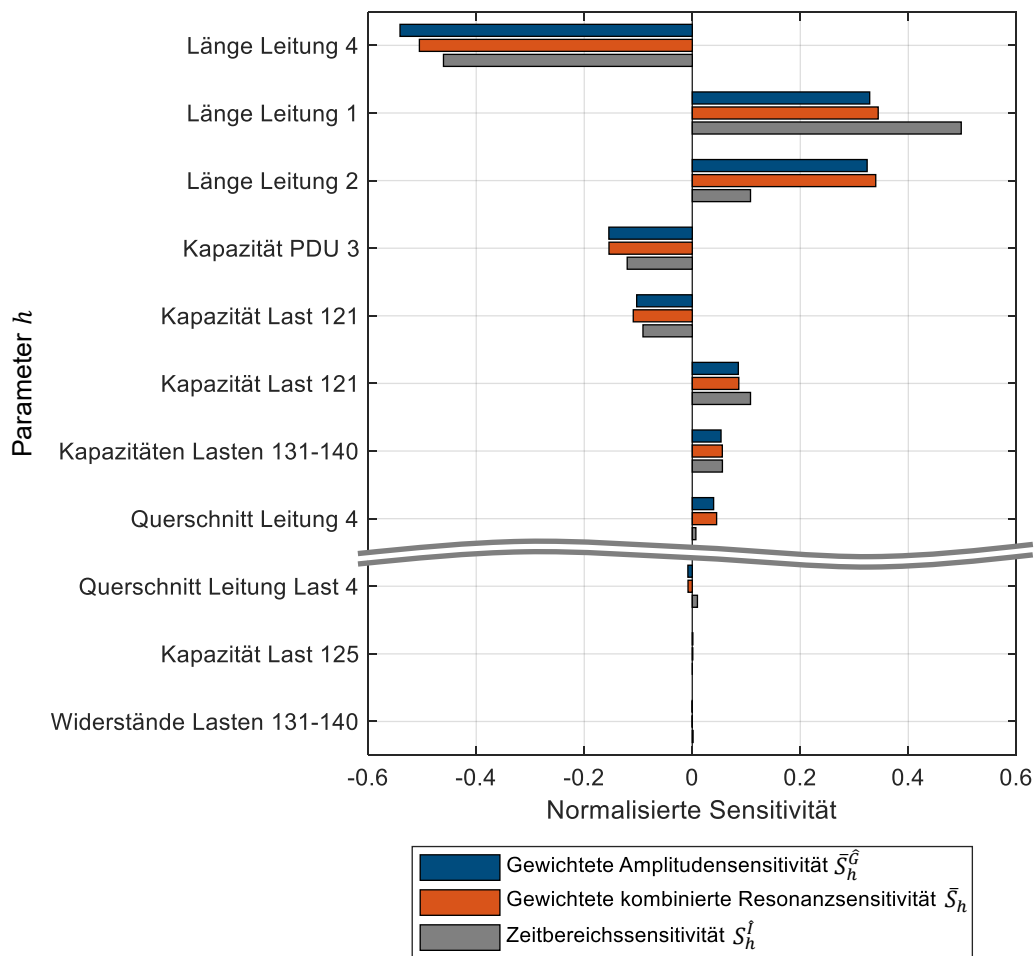 Länge Leitung 4
Länge Leitung 1
Länge Leitung 2
Kapazität PDU 3
Kapazität Last 121
Kapazität Last 121
Kapazitäten Lasten 131-140
Querschnitt Leitung 4
Querschnitt Leitung Last 4
Kapazität Last 125
Widerstände Lasten 131-140
Parameter h
-0.6 -0.4 -0.2 0 0.2 0.4 0.6
Normalisierte Sensitivität
Gewichtete Amplitudensensitivität S̄_h^Ĝ
Gewichtete kombinierte Resonanzsensitivität S̄_h
Zeitbereichssensitivität S_h^Î